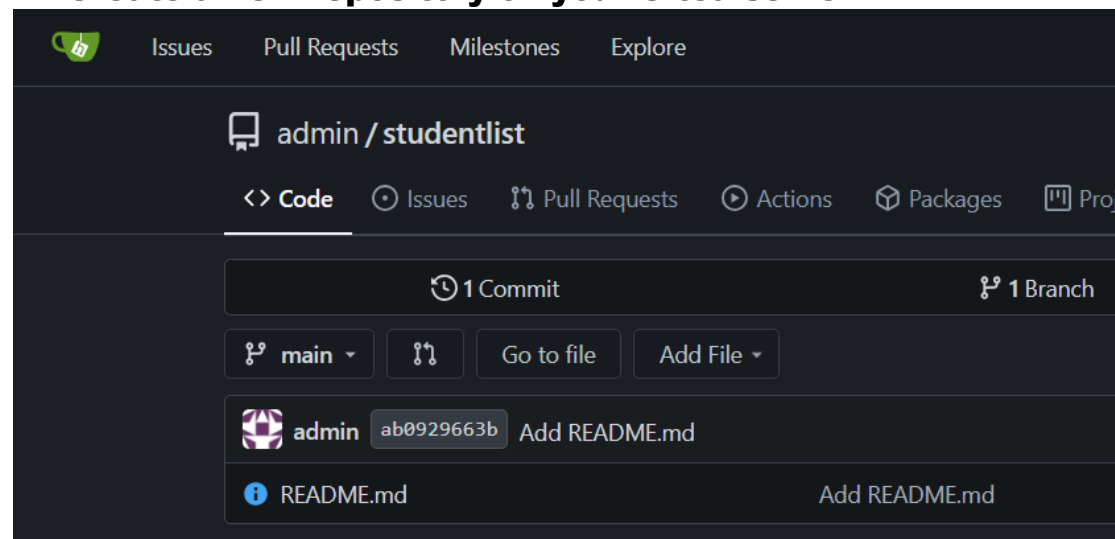 Issues Pull Requests Milestones Explore
admin / studentlist
<> Code Issues Pull Requests Actions Packages
1 Commit 1 Branch
main Go to file Add File
admin ab0929663b Add README.md
README.md Add README.md